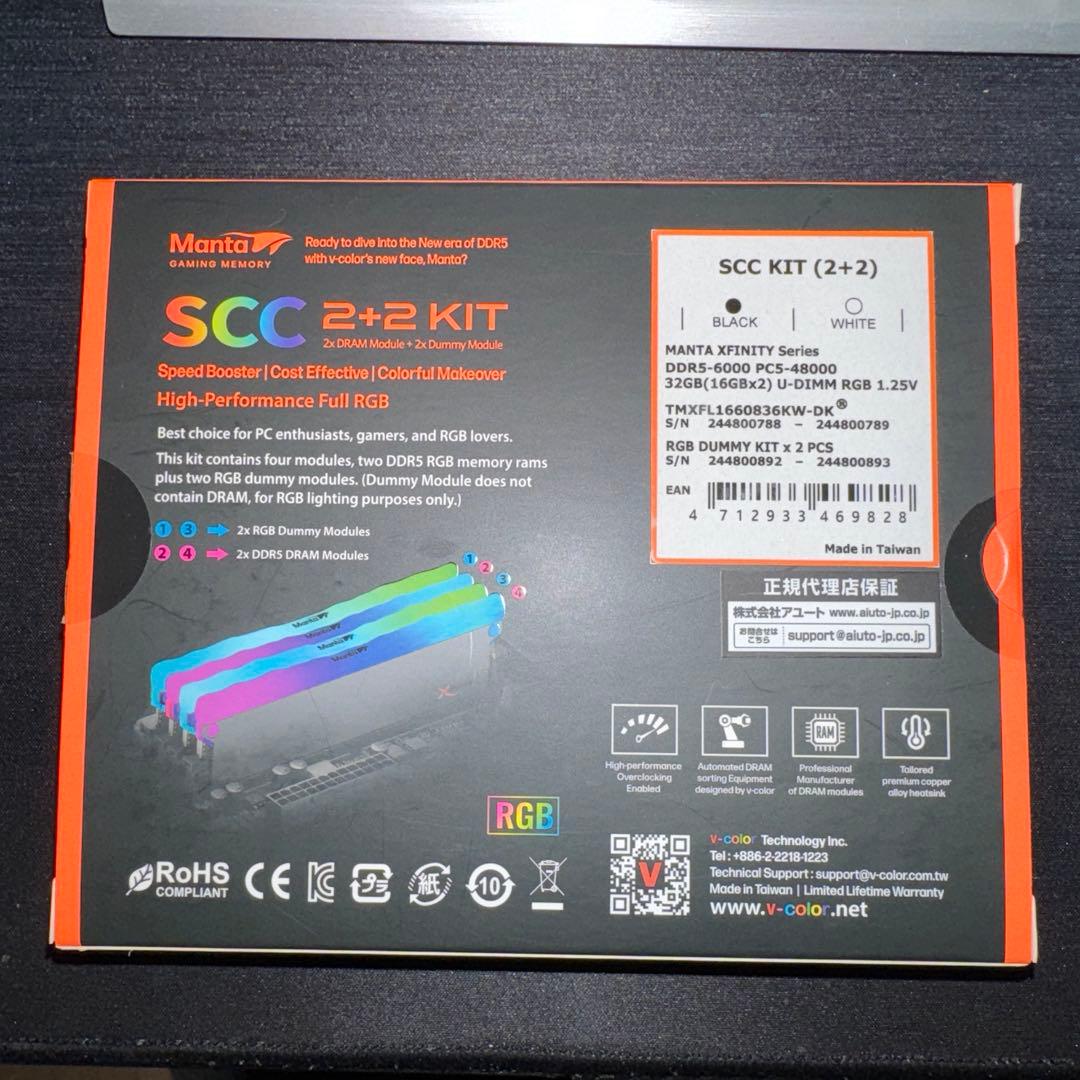 Manta
GAMING MEMORY
Ready to dive into the New era of DDR5
with v-color's new face, Manta?
SCC 2+2 KIT
2x DRAM Module + 2x Dummy Module
Speed Booster | Cost Effective | Colorful Makeover
High-Performance Full RGB
Best choice for PC enthusiasts, gamers, and RGB lovers.
This kit contains four modules, two DDR5 RGB memory rams
plus two RGB dummy modules. (Dummy Module does not
contain DRAM, for RGB lighting purposes only.)
1 3 2x RGB Dummy Modules
2 4 2x DDR5 DRAM Modules
1
2
3
4
Manta
Manta
Manta
Manta
X
RGB
RoHS
COMPLIANT
CE
プラ
紙
10
SCC KIT (2+2)
BLACK
WHITE
MANTA XFINITY Series
DDR5-6000 PC5-48000
32GB(16GBx2) U-DIMM RGB 1.25V
TMXFL1660836KW-DK®
S/N 244800788 – 244800789
RGB DUMMY KIT x 2 PCS
S/N 244800892 – 244800893
EAN
4 712933 469828
Made in Taiwan
正規代理店保証
株式会社アユート www.aiuto-jp.co.jp
お問合せは
こちら
support@aiuto-jp.co.jp
High-performance
Overclocking
Enabled
Automated DRAM
sorting Equipment
designed by v-color
RAM
Professional
Manufacturer
of DRAM modules
Tailored
premium copper
alloy heatsink
V
v-color Technology Inc.
Tel : +886-2-2218-1223
Technical Support : support@v-color.com.tw
Made in Taiwan | Limited Lifetime Warranty
www.v-color.net